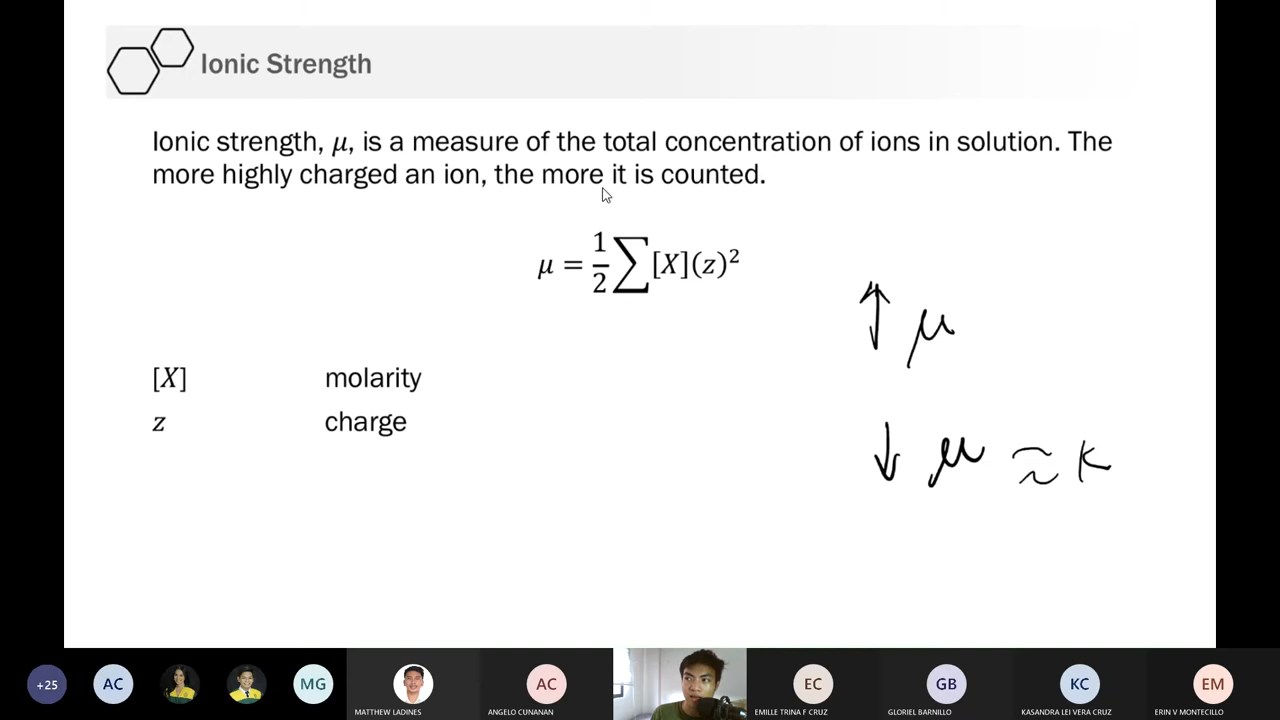 Ionic Strength
Ionic strength, μ, is a measure of the total concentration of ions in solution. The
more highly charged an ion, the more it is counted.
μ = 1/2 ∑[X](z)²
↑ μ
[X] molarity
z charge
↓ μ ≈ K
+25
AC
MG
AC
EC
GB
KC
EM
MATTHEW LADINES
ANGELO CUNANAN
EMILLE TRINA F CRUZ
GLORIEL BARNILLO
KASANDRA LEI VERA CRUZ
ERIN V MONTECILLO